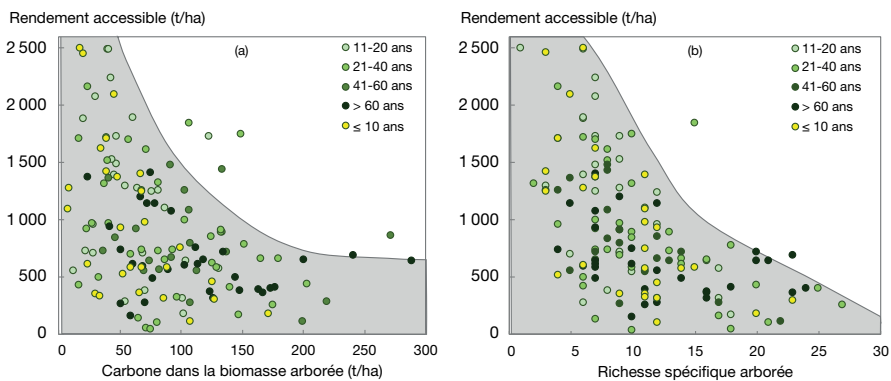 Rendement accessible (t/ha)
(a)
11-20 ans
21-40 ans
41-60 ans
> 60 ans
≤ 10 ans
2 500
2 000
1 500
1 000
500
0
0 50 100 150 200 250 300
Carbone dans la biomasse arborée (t/ha)
Rendement accessible (t/ha)
(b)
11-20 ans
21-40 ans
41-60 ans
> 60 ans
≤ 10 ans
2 500
2 000
1 500
1 000
500
0
0 5 10 15 20 25 30
Richesse spécifique arborée